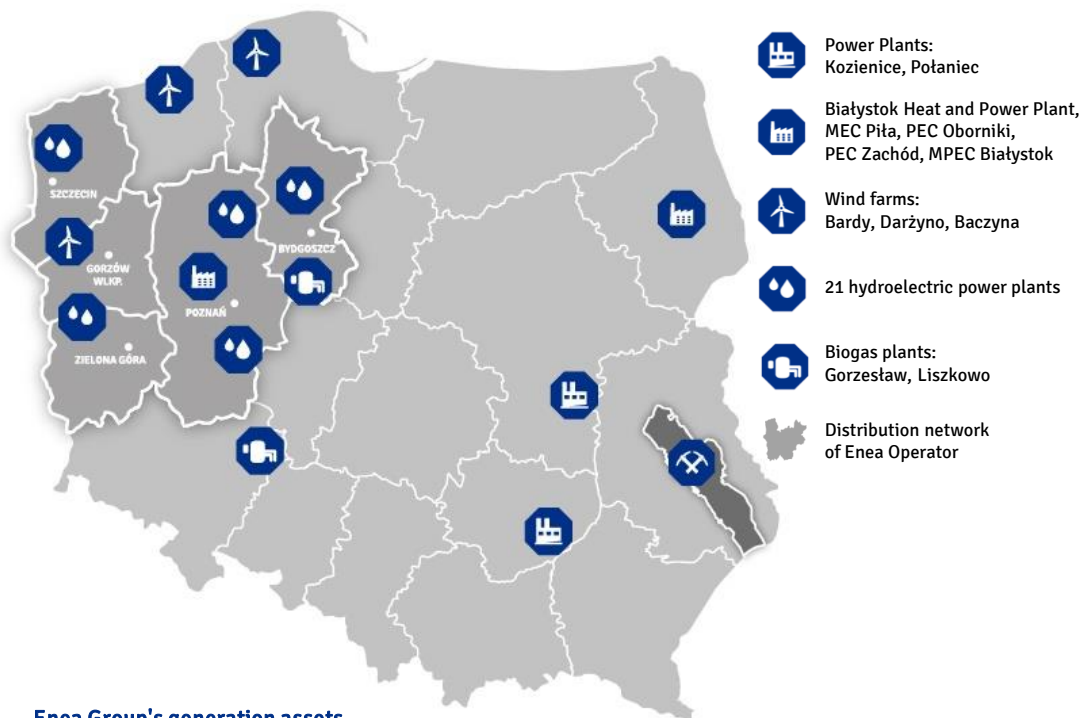 SZCZECIN
GORZÓW
WLKP.
ZIELONA GÓRA
POZNAŃ
BYDGOSZCZ
Power Plants:
Kozienice, Połaniec
Białystok Heat and Power Plant,
MEC Piła, PEC Oborniki,
PEC Zachód, MPEC Białystok
Wind farms:
Bardy, Darżyno, Baczyna
21 hydroelectric power plants
Biogas plants:
Gorzesław, Liszkowo
Distribution network
of Enea Operator
Enea Group's generation assets